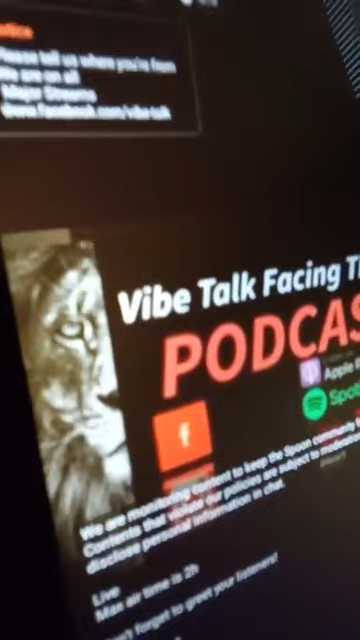 Please tell us where you're from
We are on all
Major Streams
www.facebook.com/vibetalk
Vibe Talk Facing
PODCAS
f
Apple
Spot
We are monitoring content to keep the Spoon community
Contents that violate our policies are subject to
disclose personal information in chat.
Live
Max air time is 2h
Don't forget to greet your listeners!